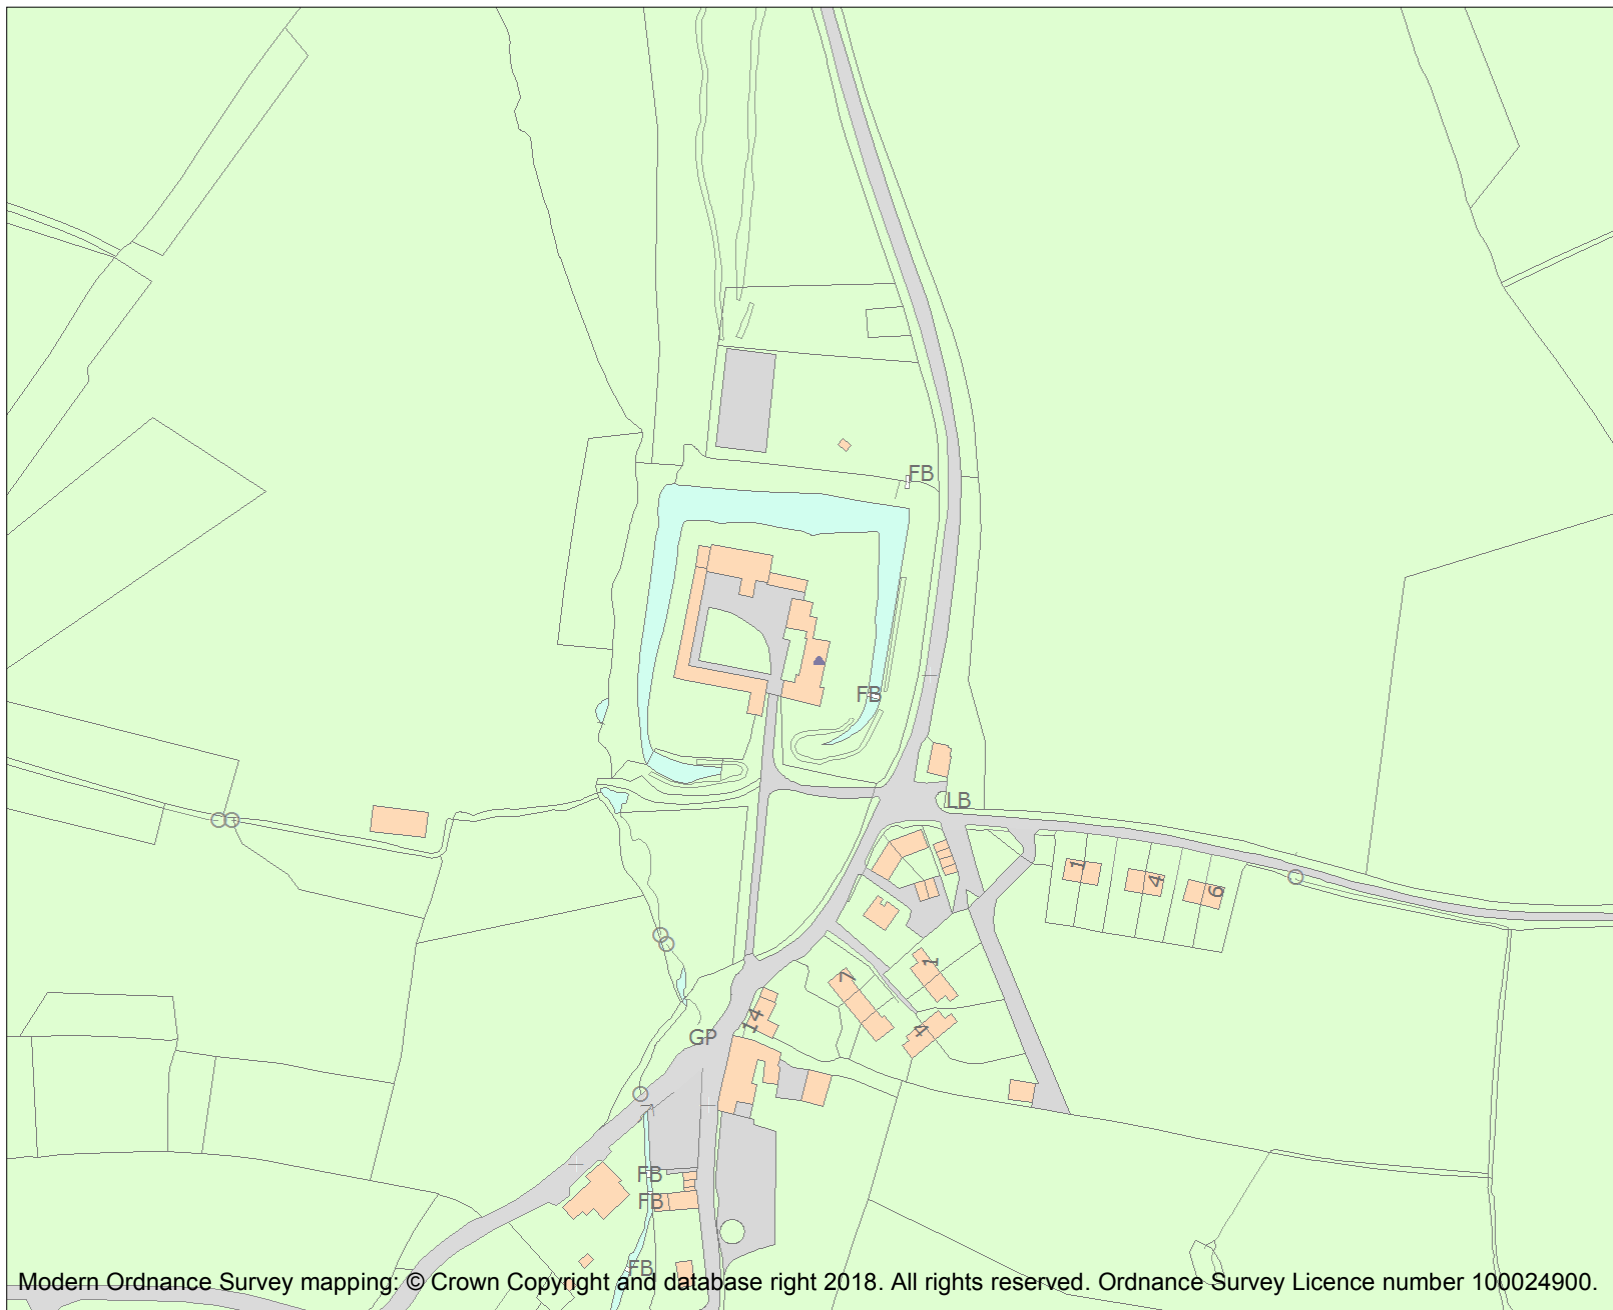 FB
FB
LB
1
4
6
1
7
4
14
GP
FB
FB
FB
Modern Ordnance Survey mapping: © Crown Copyright and database right 2018. All rights reserved. Ordnance Survey Licence number 100024900.